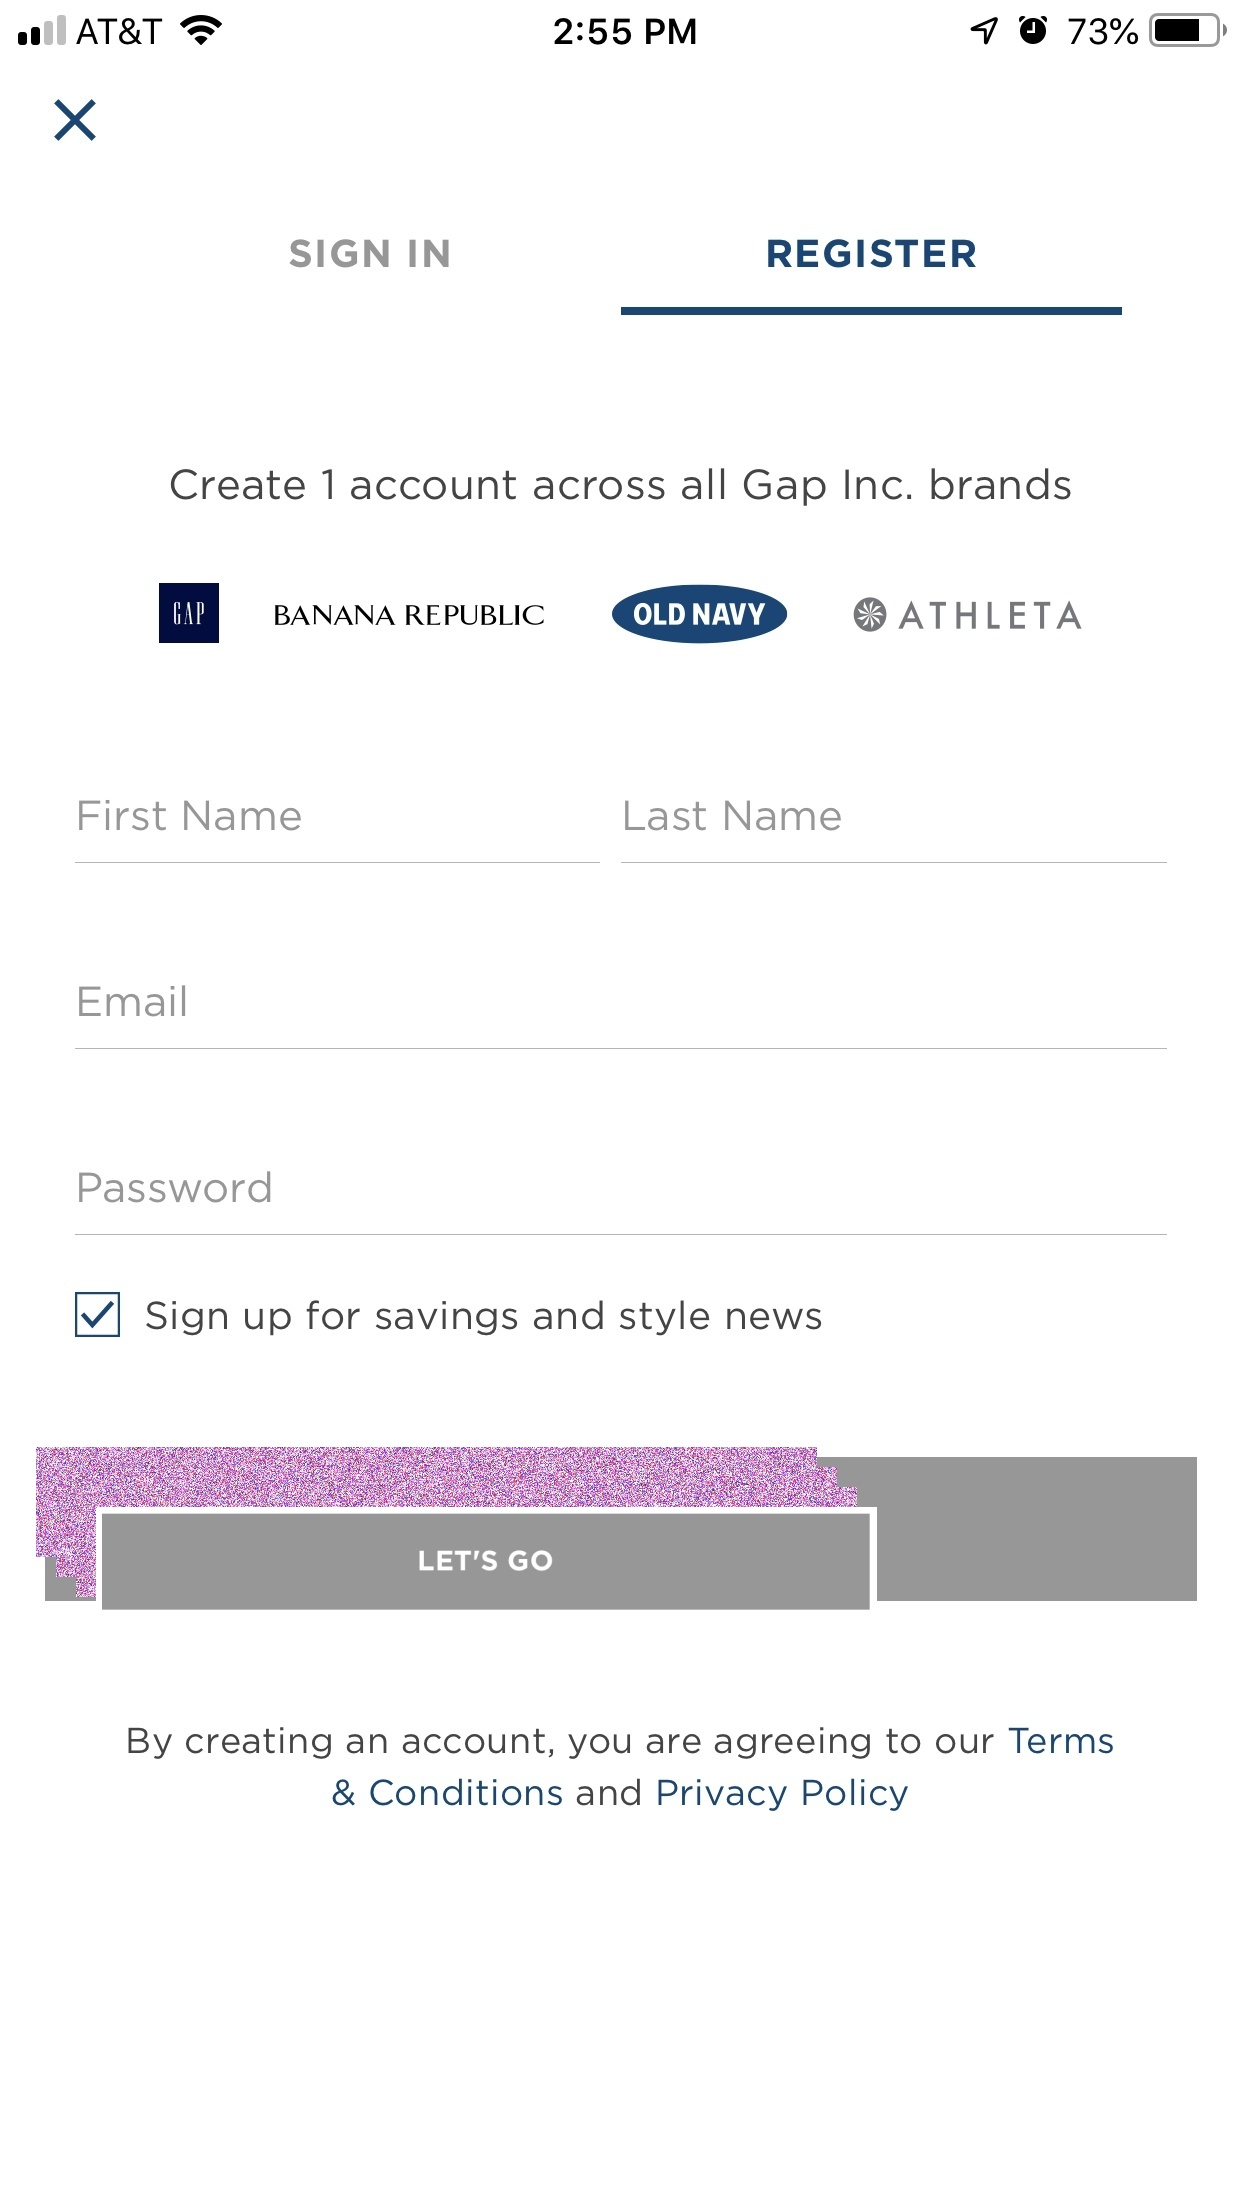 AT&T 2:55 PM 73%
SIGN IN REGISTER
Create 1 account across all Gap Inc. brands
GAP BANANA REPUBLIC OLD NAVY ATHLETA
First Name Last Name
Email
Password
Sign up for savings and style news
LET'S GO
By creating an account, you are agreeing to our Terms
& Conditions and Privacy Policy